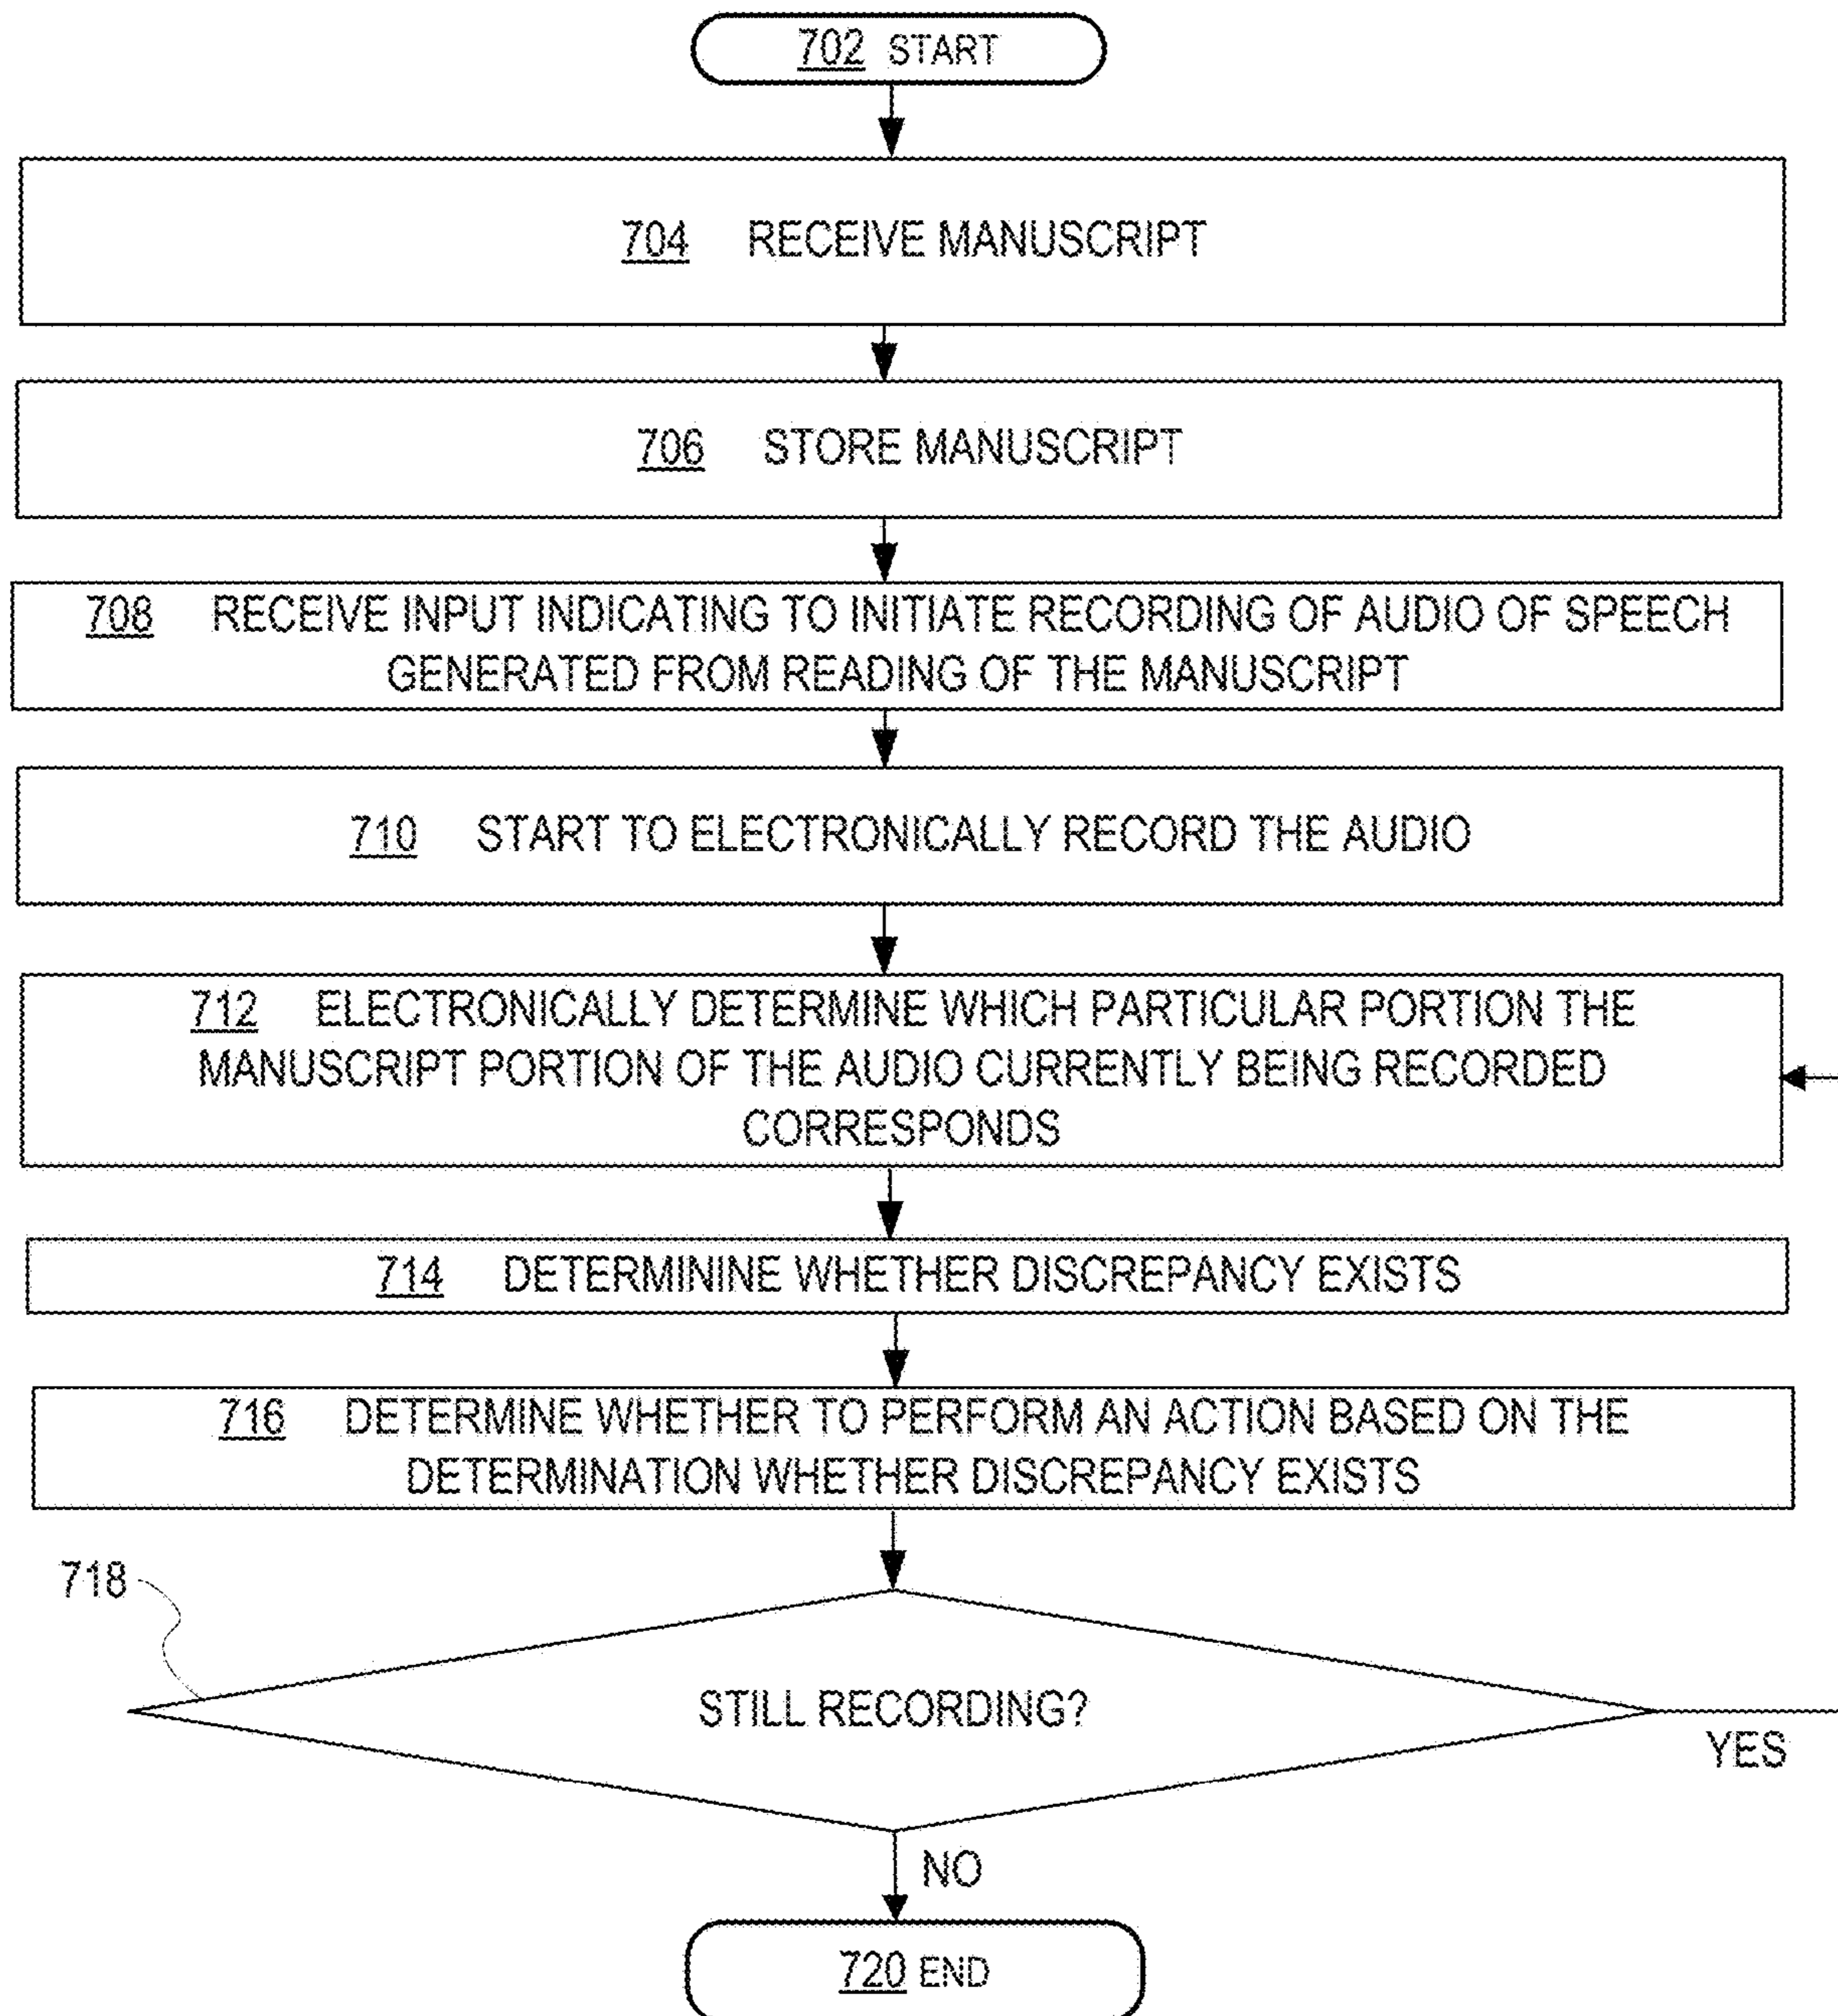 702 START
704 RECEIVE MANUSCRIPT
706 STORE MANUSCRIPT
708 RECEIVE INPUT INDICATING TO INITIATE RECORDING OF AUDIO OF SPEECH
GENERATED FROM READING OF THE MANUSCRIPT
710 START TO ELECTRONICALLY RECORD THE AUDIO
712 ELECTRONICALLY DETERMINE WHICH PARTICULAR PORTION THE
MANUSCRIPT PORTION OF THE AUDIO CURRENTLY BEING RECORDED
CORRESPONDS
714 DETERMININE WHETHER DISCREPANCY EXISTS
716 DETERMINE WHETHER TO PERFORM AN ACTION BASED ON THE
DETERMINATION WHETHER DISCREPANCY EXISTS
718
STILL RECORDING?
YES
NO
720 END